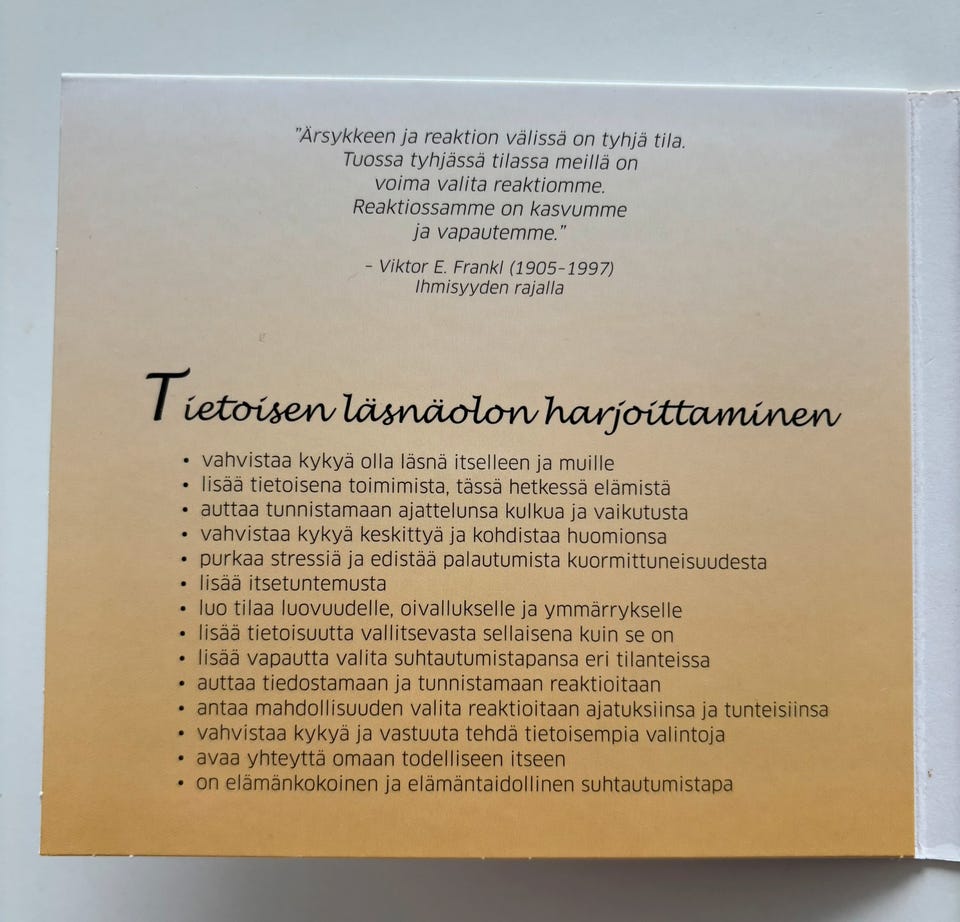 "Ärsykkeen ja reaktion välissä on tyhjä tila.
Tuossa tyhjässä tilassa meillä on
voima valita reaktiomme.
Reaktiossamme on kasvumme
ja vapautemme."
– Viktor E. Frankl (1905–1997)
Ihmisyyden rajalla
Tietoisen läsnäolon harjoittaminen
• vahvistaa kykyä olla läsnä itselleen ja muille
• lisää tietoisena toimimista, tässä hetkessä elämistä
• auttaa tunnistamaan ajattelunsa kulkua ja vaikutusta
• vahvistaa kykyä keskittyä ja kohdistaa huomionsa
• purkaa stressiä ja edistää palautumista kuormittuneisuudesta
• lisää itsetuntemusta
• luo tilaa luovuudelle, oivallukselle ja ymmärrykselle
• lisää tietoisuutta vallitsevasta sellaisena kuin se on
• lisää vapautta valita suhtautumistapansa eri tilanteissa
• auttaa tiedostamaan ja tunnistamaan reaktioitaan
• antaa mahdollisuuden valita reaktioitaan ajatuksiinsa ja tunteisiinsa
• vahvistaa kykyä ja vastuuta tehdä tietoisempia valintoja
• avaa yhteyttä omaan todelliseen itseen
• on elämänkokoinen ja elämäntaidollinen suhtautumistapa